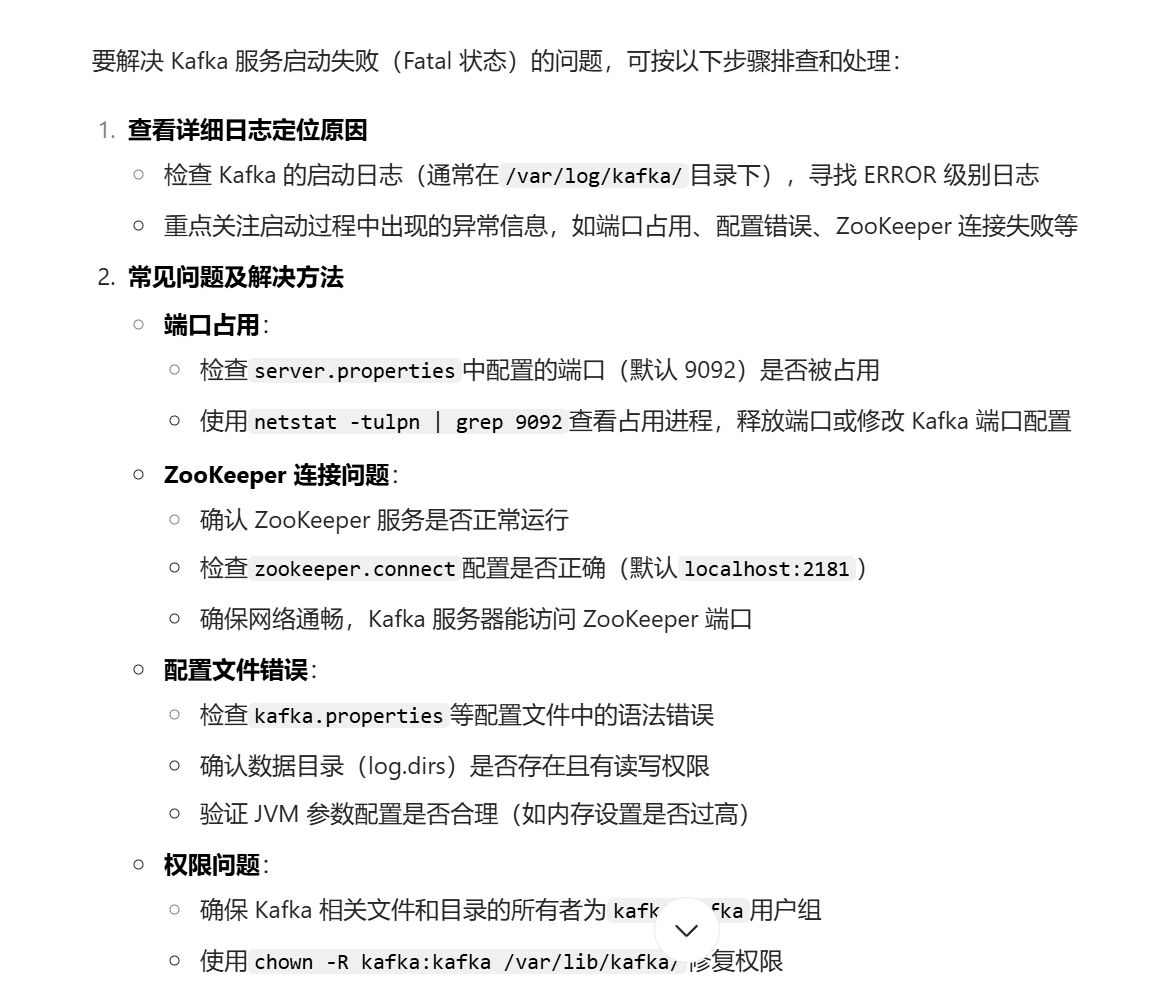 要解决 Kafka 服务启动失败（Fatal 状态）的问题，可按以下步骤排查和处理：
1. 查看详细日志定位原因
检查 Kafka 的启动日志（通常在 /var/log/kafka/ 目录下），寻找 ERROR 级别日志
重点关注启动过程中出现的异常信息，如端口占用、配置错误、ZooKeeper 连接失败等
2. 常见问题及解决方法
端口占用：
检查 server.properties 中配置的端口（默认 9092）是否被占用
使用 netstat -tulpn | grep 9092 查看占用进程，释放端口或修改 Kafka 端口配置
ZooKeeper 连接问题：
确认 ZooKeeper 服务是否正常运行
检查 zookeeper.connect 配置是否正确（默认 localhost:2181 ）
确保网络通畅，Kafka 服务器能访问 ZooKeeper 端口
配置文件错误：
检查 kafka.properties 等配置文件中的语法错误
确认数据目录（log.dirs）是否存在且有读写权限
验证 JVM 参数配置是否合理（如内存设置是否过高）
权限问题：
确保 Kafka 相关文件和目录的所有者为 用户组
使用 chown -R kafka:kafka /var/lib/kafka/ 修复权限